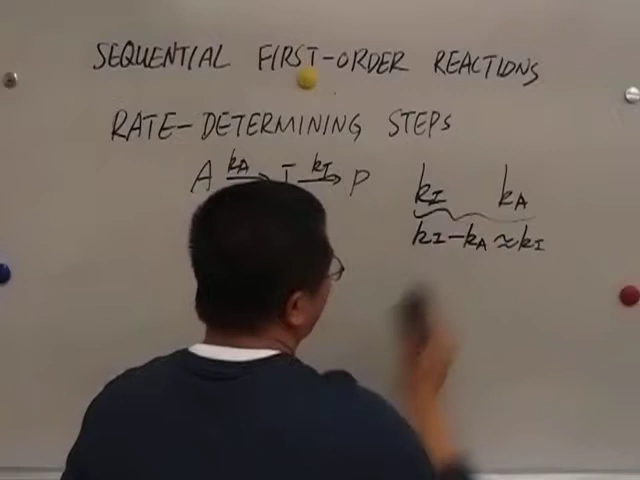 SEQUENTIAL FIRST-ORDER REACTIONS
RATE-DETERMINING STEPS
A kA→ I kI→ P
kI kA
kI-kA≈kI